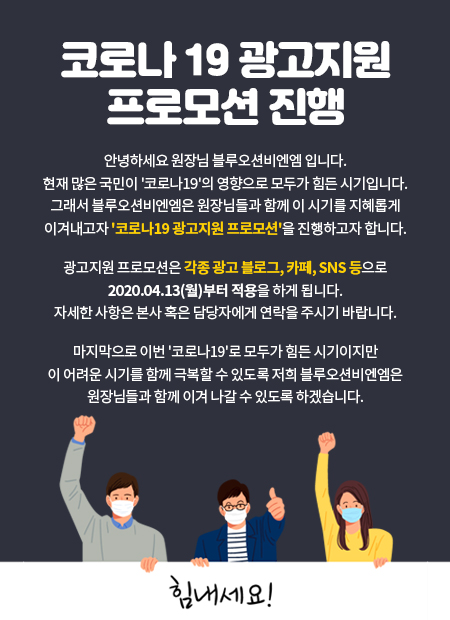 코로나 19 광고지원
프로모션 진행
안녕하세요 원장님 블루오션비엔엠 입니다.
현재 많은 국민이 '코로나19'의 영향으로 모두가 힘든 시기입니다.
그래서 블루오션비엔엠은 원장님들과 함께 이 시기를 지혜롭게
이겨내고자 '코로나19 광고지원 프로모션'을 진행하고자 합니다.
광고지원 프로모션은 각종 광고 블로그, 카페, SNS 등으로
2020.04.13(월)부터 적용을 하게 됩니다.
자세한 사항은 본사 혹은 담당자에게 연락을 주시기 바랍니다.
마지막으로 이번 '코로나19'로 모두가 힘든 시기이지만
이 어려운 시기를 함께 극복할 수 있도록 저희 블루오션비엔엠은
원장님들과 함께 이겨 나갈 수 있도록 하겠습니다.
힘내세요!